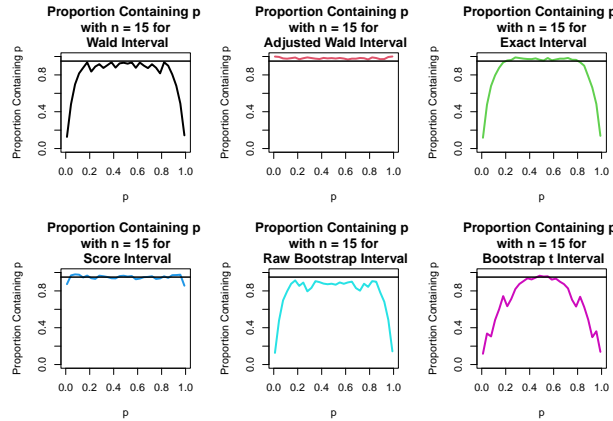 Proportion Containing p
with n = 15 for
Wald Interval
Proportion Containing p
0.0 0.4 0.8
0.0 0.2 0.4 0.6 0.8 1.0
p
Proportion Containing p
with n = 15 for
Adjusted Wald Interval
Proportion Containing p
0.0 0.4 0.8
0.0 0.2 0.4 0.6 0.8 1.0
p
Proportion Containing p
with n = 15 for
Exact Interval
Proportion Containing p
0.0 0.4 0.8
0.0 0.2 0.4 0.6 0.8 1.0
p
Proportion Containing p
with n = 15 for
Score Interval
Proportion Containing p
0.0 0.4 0.8
0.0 0.2 0.4 0.6 0.8 1.0
p
Proportion Containing p
with n = 15 for
Raw Bootstrap Interval
Proportion Containing p
0.0 0.4 0.8
0.0 0.2 0.4 0.6 0.8 1.0
p
Proportion Containing p
with n = 15 for
Bootstrap t Interval
Proportion Containing p
0.0 0.4 0.8
0.0 0.2 0.4 0.6 0.8 1.0
p